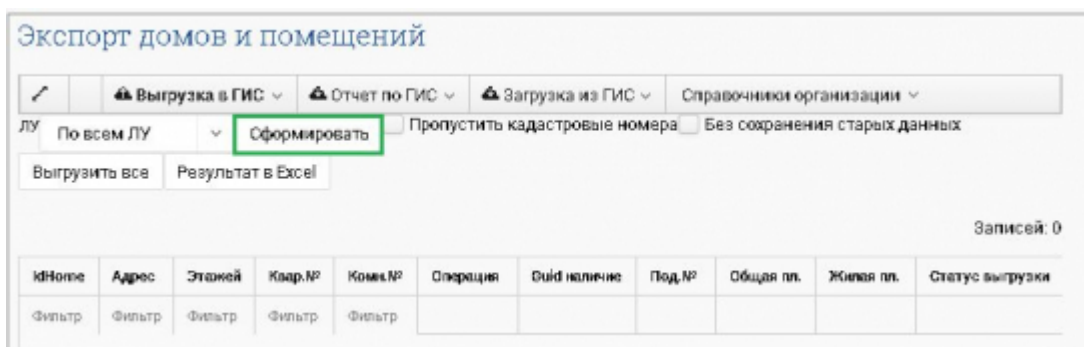 Экспорт домов и помещений
Выгрузка в ГИС Отчет по ГИС Загрузка из ГИС Справочники организации
ЛУ По всем ЛУ Сформировать Пропустить кадастровые номера Без сохранения старых данных
Выгрузить все Результат в Excel
Записей: 0
IdHome Адрес Этажей Квар.№ Комн.№ Операция Guid наличие Под.№ Общая пл. Жилая пл. Статус выгрузки
Фильтр Фильтр Фильтр Фильтр Фильтр